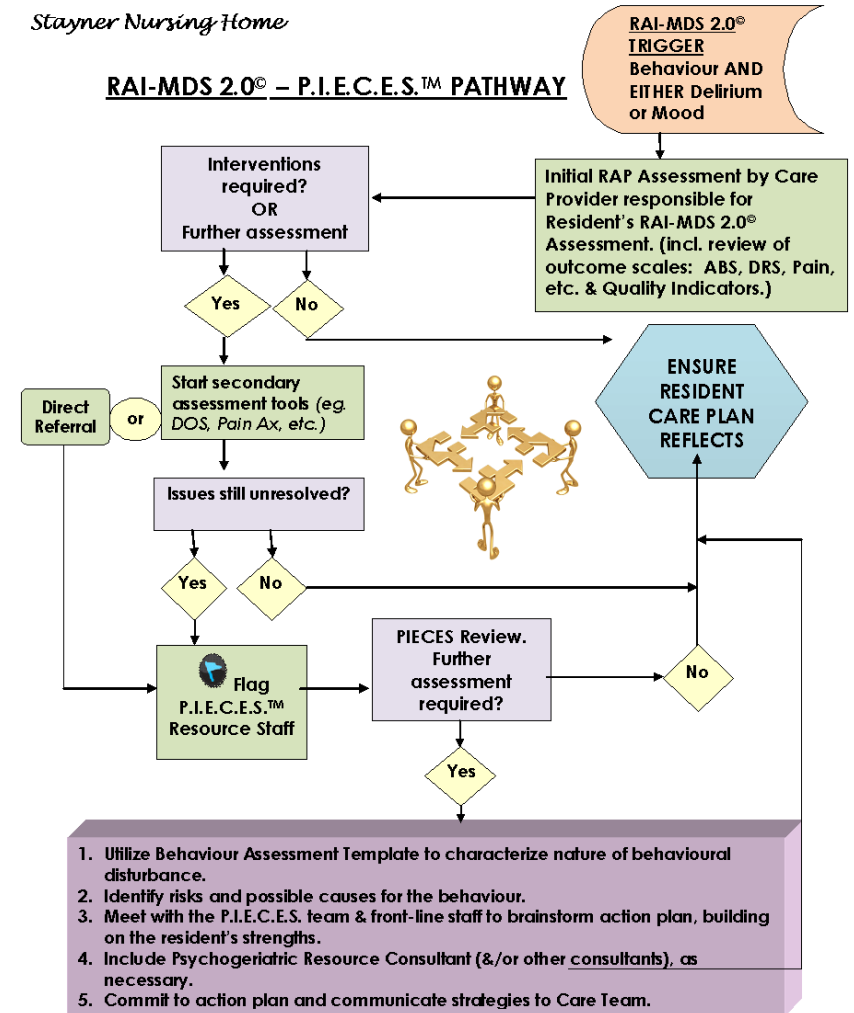 Stayner Nursing Home
RAI-MDS 2.0© – P.I.E.C.E.S.™ PATHWAY
RAI-MDS 2.0©
TRIGGER
Behaviour AND
EITHER Delirium
or Mood
Initial RAP Assessment by Care
Provider responsible for
Resident's RAI-MDS 2.0©
Assessment. (incl. review of
outcome scales: ABS, DRS, Pain,
etc. & Quality Indicators.)
Interventions
required?
OR
Further assessment
Yes
No
ENSURE
RESIDENT
CARE PLAN
REFLECTS
Direct
Referral
or
Start secondary
assessment tools (eg.
DOS, Pain Ax, etc.)
Issues still unresolved?
Yes
No
Flag
P.I.E.C.E.S.™
Resource Staff
PIECES Review.
Further
assessment
required?
No
Yes
1. Utilize Behaviour Assessment Template to characterize nature of behavioural
disturbance.
2. Identify risks and possible causes for the behaviour.
3. Meet with the P.I.E.C.E.S. team & front-line staff to brainstorm action plan, building
on the resident's strengths.
4. Include Psychogeriatric Resource Consultant (&/or other consultants), as
necessary.
5. Commit to action plan and communicate strategies to Care Team.